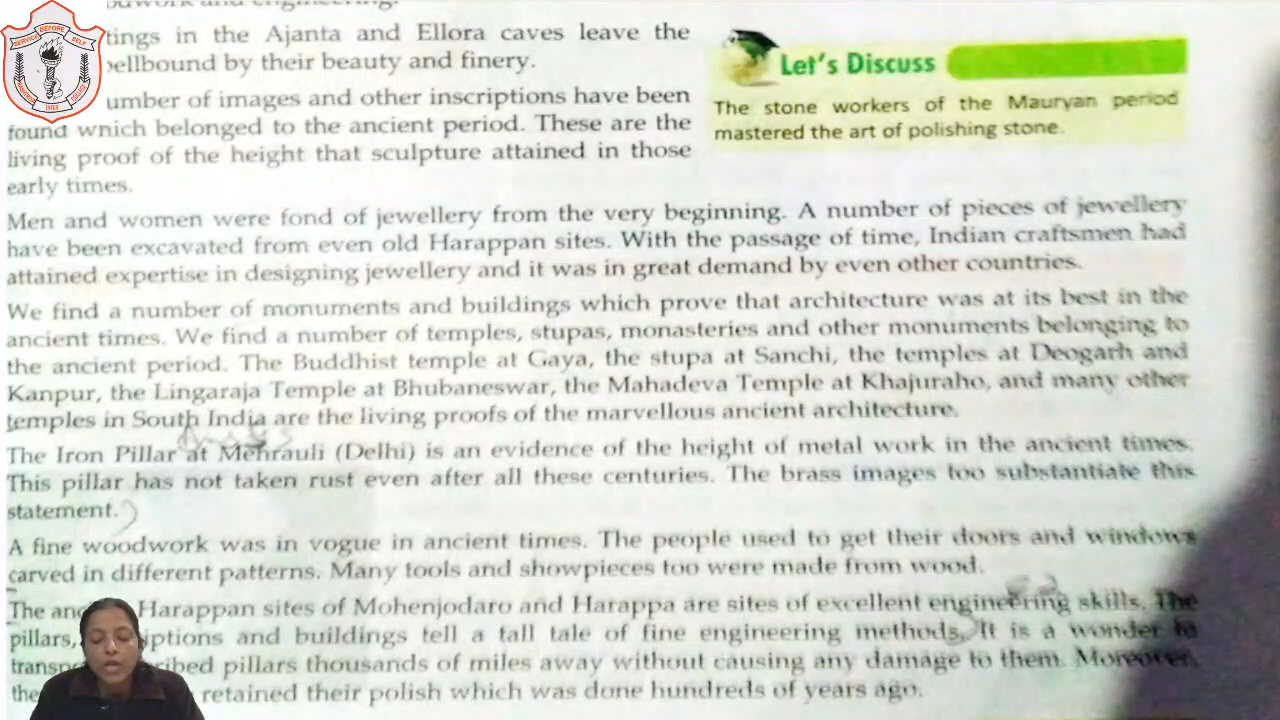 tings in the Ajanta and Ellora caves leave the
pellbound by their beauty and finery.
umber of images and other inscriptions have been
found which belonged to the ancient period. These are the
living proof of the height that sculpture attained in those
early times.
Let's Discuss
The stone workers of the Mauryan period
mastered the art of polishing stone.
Men and women were fond of jewellery from the very beginning. A number of pieces of jewellery
have been excavated from even old Harappan sites. With the passage of time, Indian craftsmen had
attained expertise in designing jewellery and it was in great demand by even other countries.
We find a number of monuments and buildings which prove that architecture was at its best in the
ancient times. We find a number of temples, stupas, monasteries and other monuments belonging to
the ancient period. The Buddhist temple at Gaya, the stupa at Sanchi, the temples at Deogarh and
Kanpur, the Lingaraja Temple at Bhubaneswar, the Mahadeva Temple at Khajuraho, and many other
temples in South India are the living proofs of the marvellous ancient architecture.
The Iron Pillar at Mehrauli (Delhi) is an evidence of the height of metal work in the ancient times.
This pillar has not taken rust even after all these centuries. The brass images too substantiate this
statement.
A fine woodwork was in vogue in ancient times. The people used to get their doors and windows
carved in different patterns. Many tools and showpieces too were made from wood.
The anc Harappan sites of Mohenjodaro and Harappa are sites of excellent engineering skills. The
pillars, iptions and buildings tell a tall tale of fine engineering methods. It is a wonder to
transp ribed pillars thousands of miles away without causing any damage to them. Moreover,
the retained their polish which was done hundreds of years ago.
SERVICE BEFORE SELF